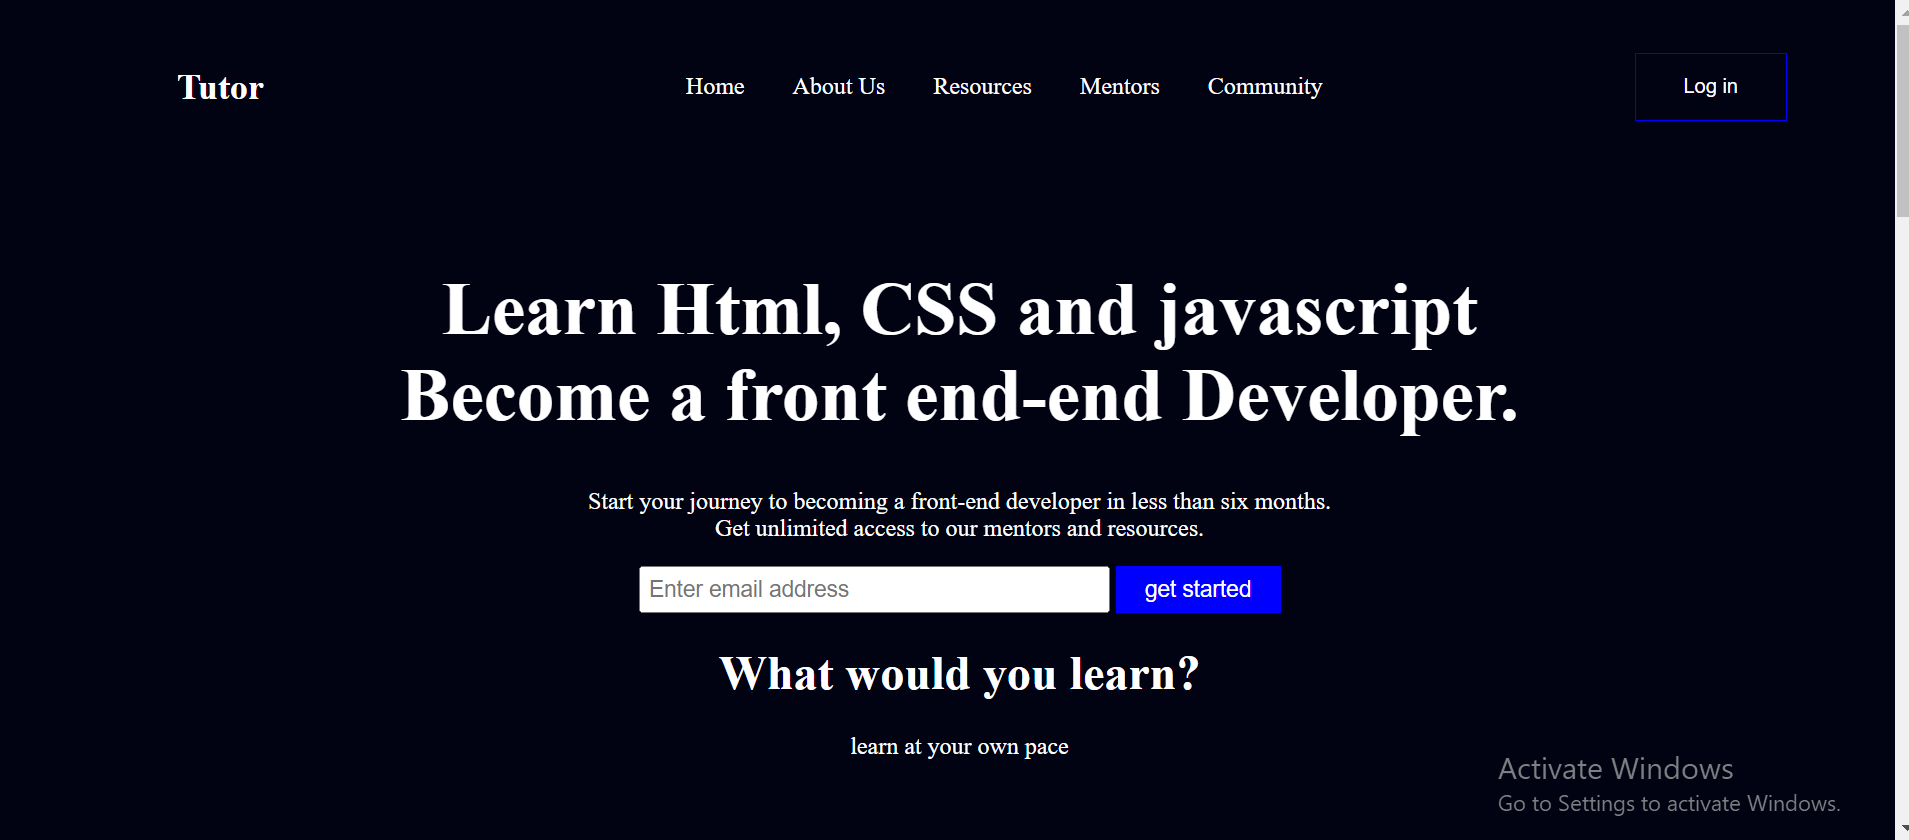 Tutor
Home About Us Resources Mentors Community
Log in
Learn Html, CSS and javascript
Become a front end-end Developer.
Start your journey to becoming a front-end developer in less than six months.
Get unlimited access to our mentors and resources.
Enter email address
get started
What would you learn?
learn at your own pace
Activate Windows
Go to Settings to activate Windows.